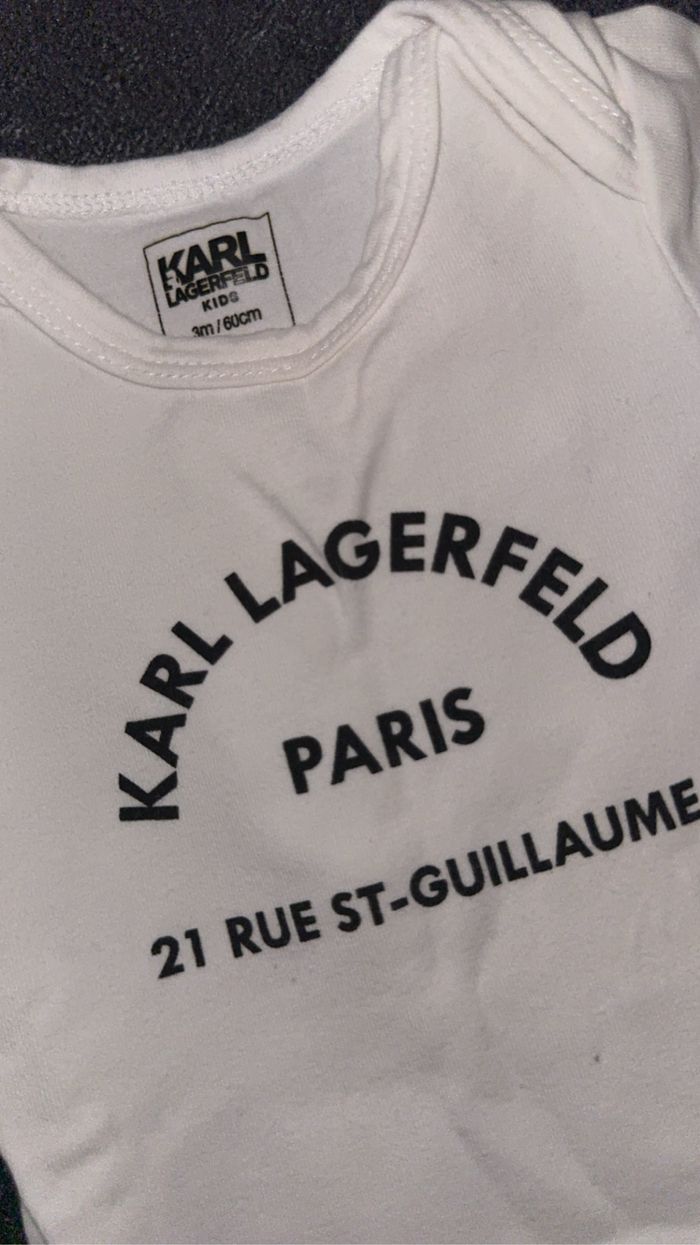 KARL
LAGERFELD
KIDS
3m / 60cm
KARL LAGERFELD
PARIS
21 RUE ST-GUILLAUME